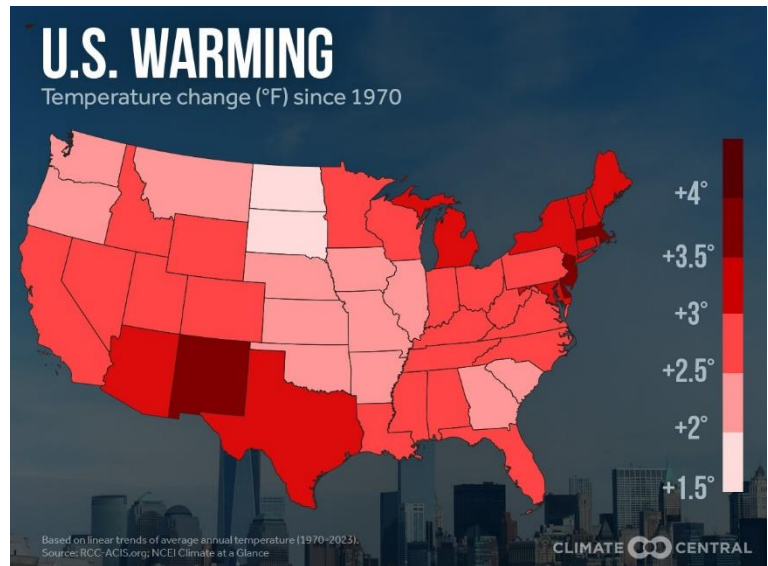 U.S. WARMING
Temperature change (°F) since 1970
+4°
+3.5°
+3°
+2.5°
+2°
+1.5°
Based on linear trends of average annual temperature (1970-2023).
Source: RCC-ACIS.org; NCEI Climate at a Glance
CLIMATE CENTRAL